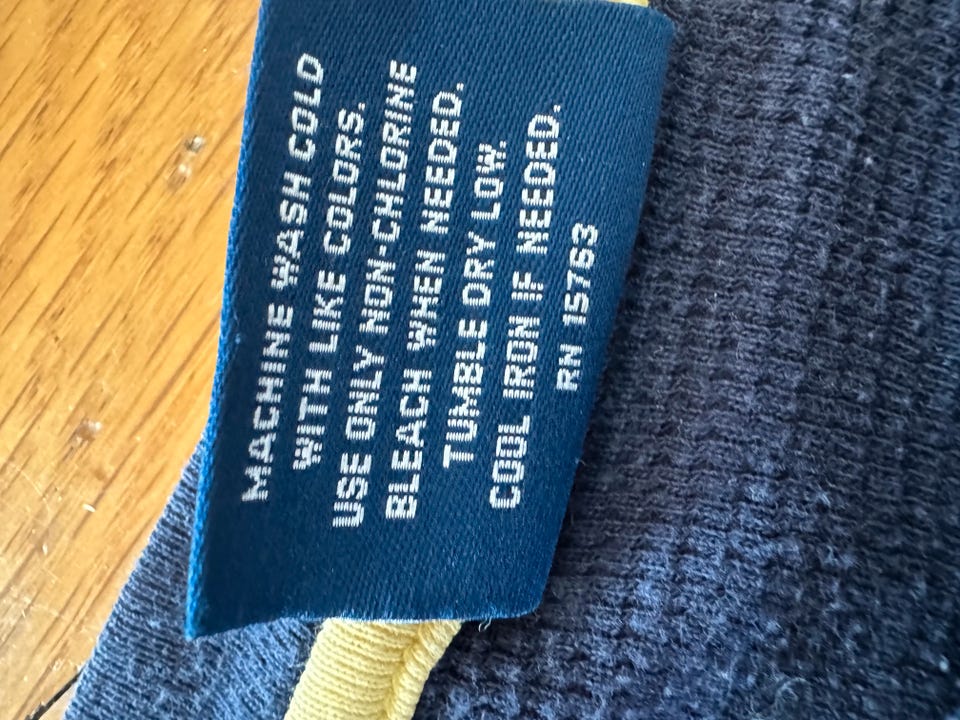 MACHINE WASH COLD
WITH LIKE COLORS.
USE ONLY NON-CHLORINE
BLEACH WHEN NEEDED.
TUMBLE DRY LOW.
COOL IRON IF NEEDED.
RN 15763